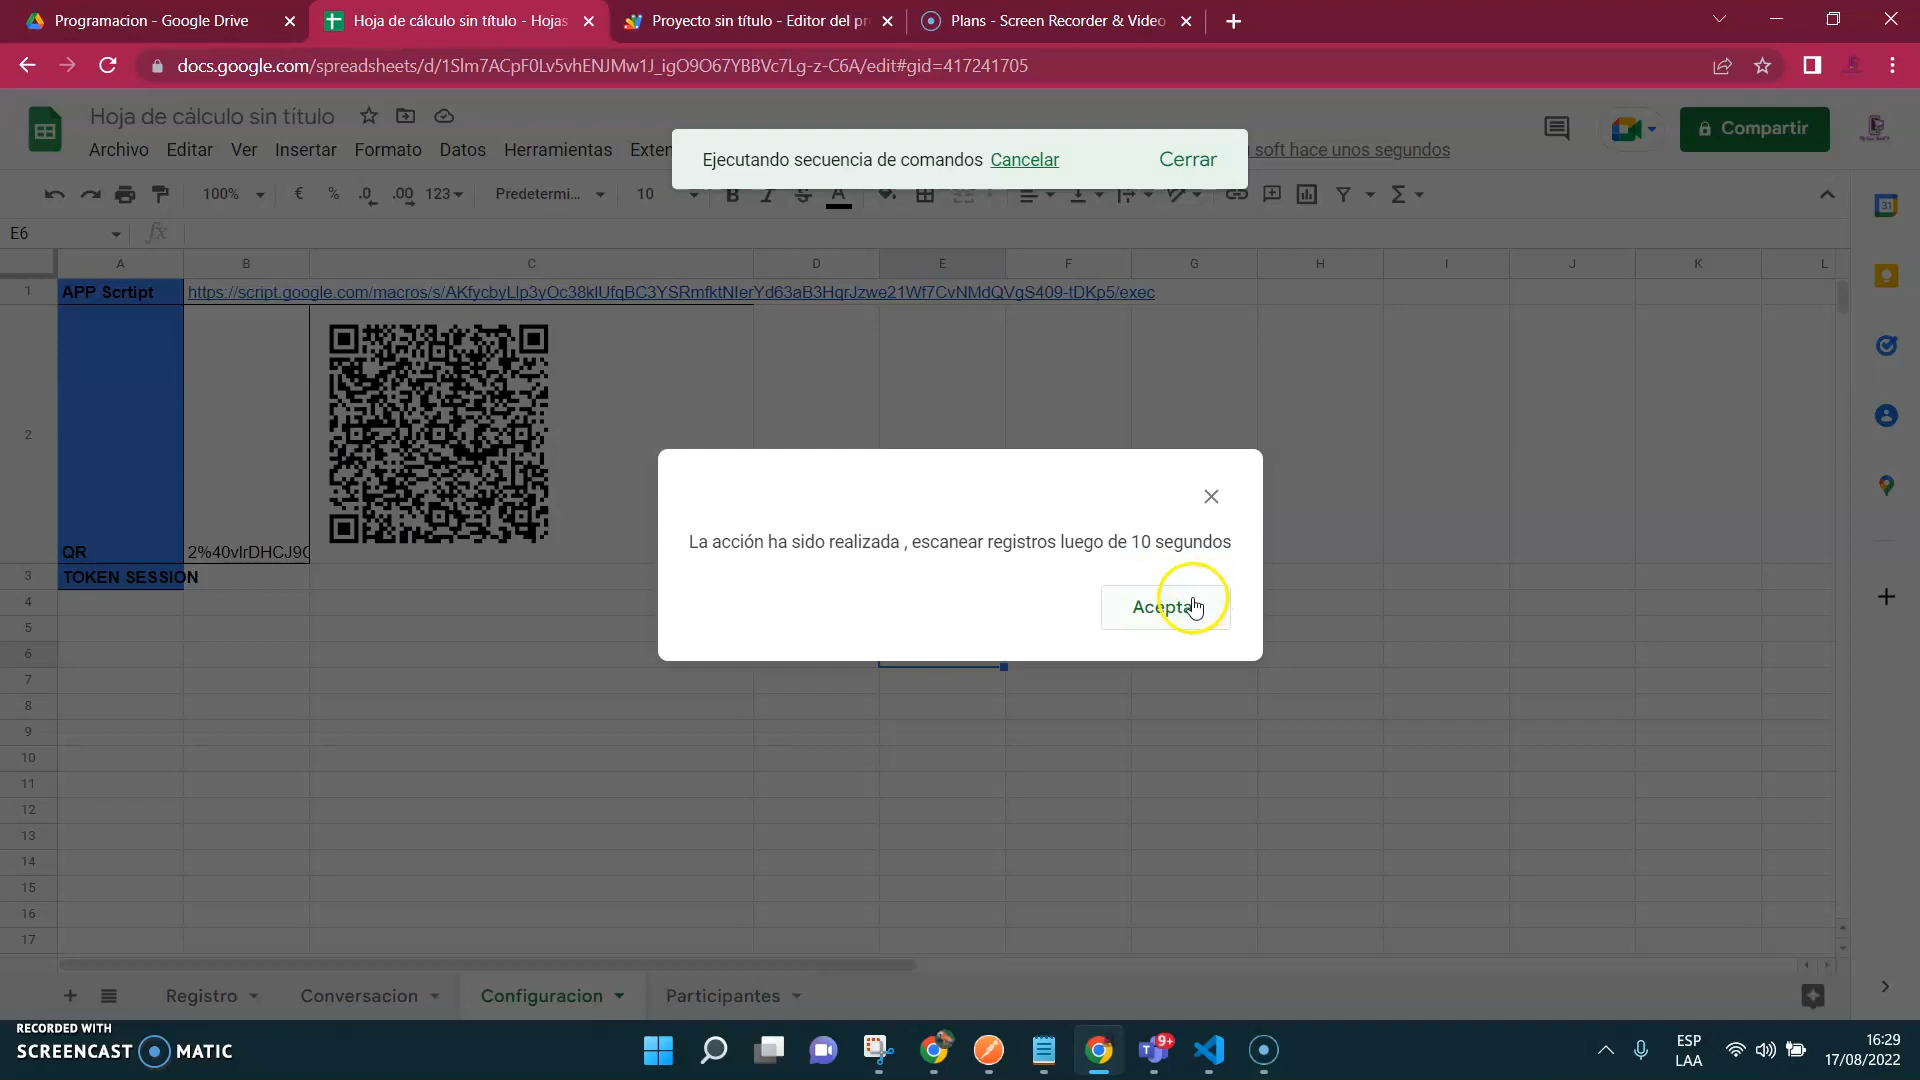 Programacion - Google Drive
Hoja de cálculo sin título - Hojas
Proyecto sin título - Editor del pr
Plans - Screen Recorder & Video
docs.google.com/spreadsheets/d/1Slm7ACpF0Lv5vhENJMw1J_igO9O67YBBVc7Lg-z-C6A/edit#gid=417241705
Hoja de cálculo sin título
Compartir
Archivo Editar Ver Insertar Formato Datos Herramientas Exten
soft hace unos segundos
Ejecutando secuencia de comandos Cancelar Cerrar
100% € % .0 .00 123 Predetermi... 10 B I S A Σ
E6 fx
A B C D E F G H I J K L
1 APP Scrtipt https://script.google.com/macros/s/AKfycbyLlp3yOc38klUfqBC3YSRmfktNIerYd63aB3HqrJzwe21Wf7CvNMdQVgS409-tDKp5/exec
2 QR 2%40vlrDHCJ9C
3 TOKEN SESSION
4
5
6
7
8
9
10
11
12
13
14
15
16
17
La acción ha sido realizada , escanear registros luego de 10 segundos
Acepta
Registro Conversacion Configuracion Participantes
RECORDED WITH
SCREENCAST MATIC
9+
ESP
LAA
16:29
17/08/2022
31